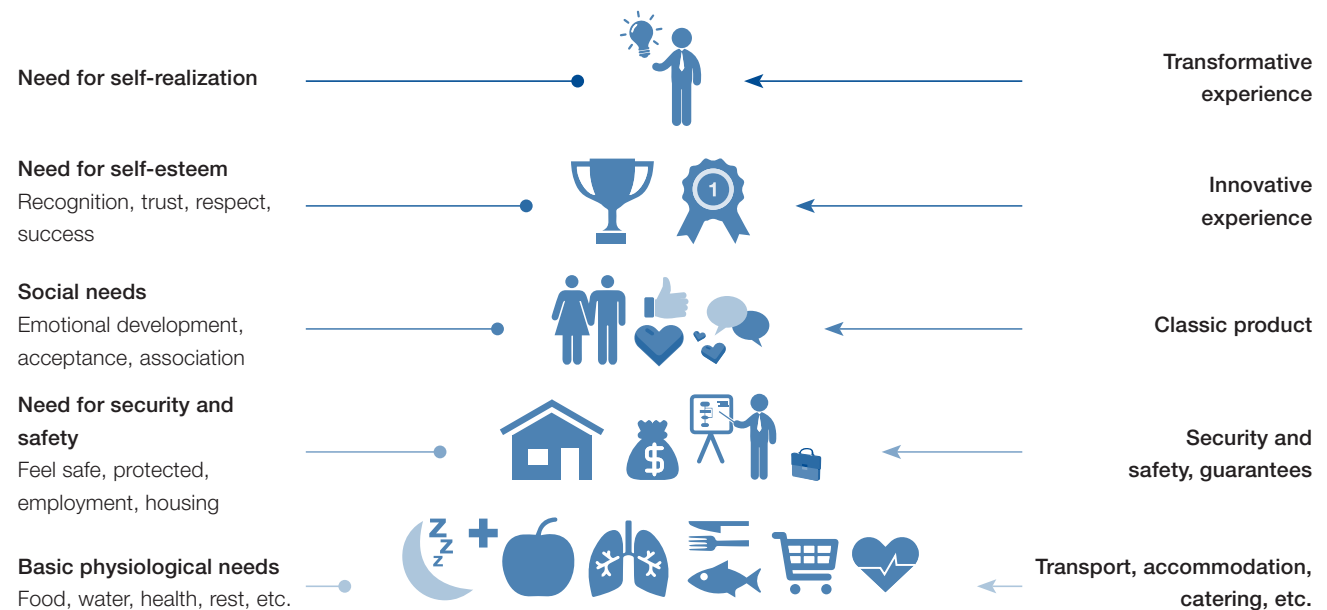 Need for self-realization
Transformative
experience
Need for self-esteem
Recognition, trust, respect,
success
1
Innovative
experience
Social needs
Emotional development,
acceptance, association
Classic product
Need for security and
safety
Feel safe, protected,
employment, housing
$
Security and
safety, guarantees
z
z
z
Basic physiological needs
Food, water, health, rest, etc.
Transport, accommodation,
catering, etc.